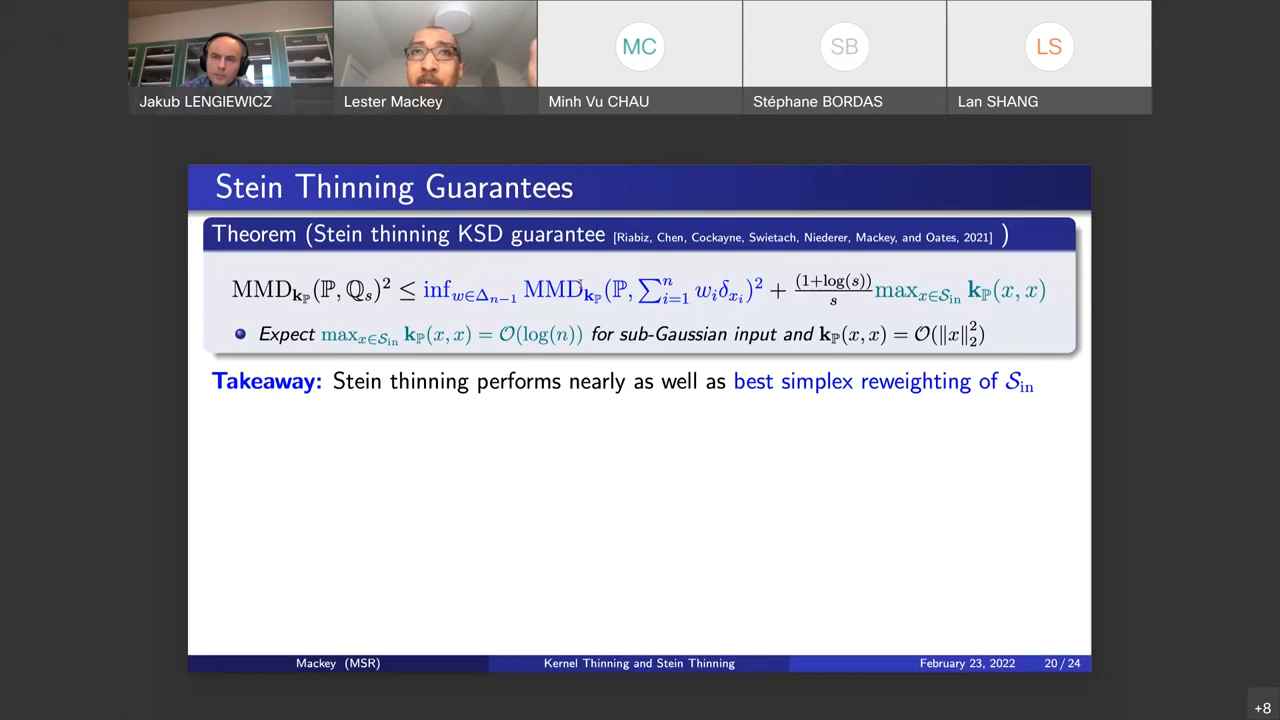 MC
SB
LS
Jakub LENGIEWICZ
Lester Mackey
Minh Vu CHAU
Stéphane BORDAS
Lan SHANG
Stein Thinning Guarantees
Theorem (Stein thinning KSD guarantee [Riabiz, Chen, Cockayne, Swietach, Niederer, Mackey, and Oates, 2021] )
MMD_{k_ℙ}(ℙ, ℚ_s)² ≤ inf_{w∈Δ_{n−1}} MMD_{k_ℙ}(ℙ, ∑_{i=1}^n w_i δ_{x_i})² + (1+log(s))/s max_{x∈𝒮_in} k_ℙ(x, x)
Expect max_{x∈𝒮_in} k_ℙ(x, x) = 𝒪(log(n)) for sub-Gaussian input and k_ℙ(x, x) = 𝒪(‖x‖₂²)
Takeaway: Stein thinning performs nearly as well as best simplex reweighting of 𝒮_in
Mackey (MSR)
Kernel Thinning and Stein Thinning
February 23, 2022
20 / 24
+8